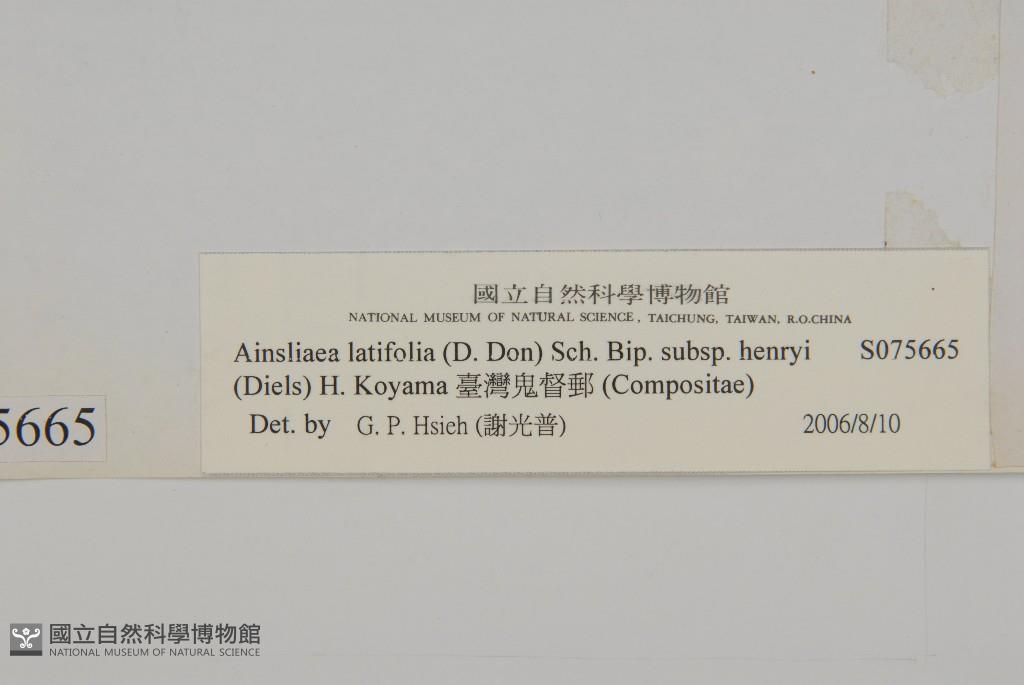 國立自然科學博物館
NATIONAL MUSEUM OF NATURAL SCIENCE, TAICHUNG, TAIWAN, R.O.CHINA
Ainsliaea latifolia (D. Don) Sch. Bip. subsp. henryi S075665
(Diels) H. Koyama 臺灣鬼督郵 (Compositae)
Det. by G. P. Hsieh (謝光普) 2006/8/10
5665
國立自然科學博物館
NATIONAL MUSEUM OF NATURAL SCIENCE